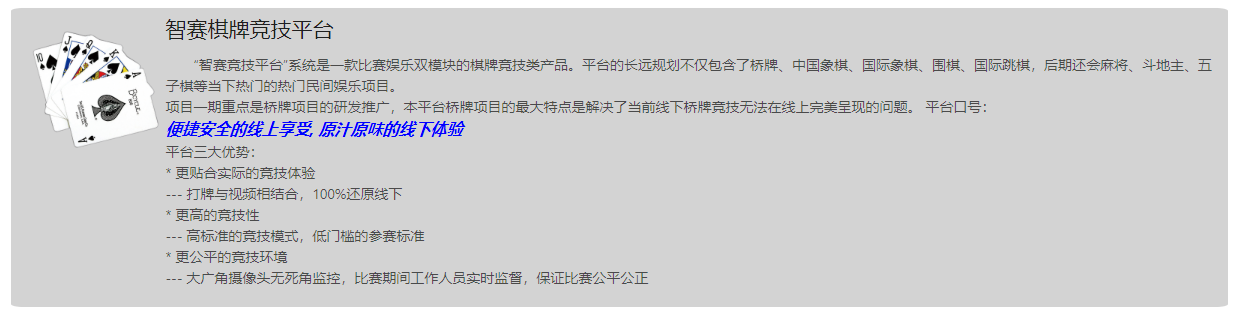 智赛棋牌竞技平台
“智赛竞技平台”系统是一款比赛娱乐双模块的棋牌竞技类产品。平台的长远规划不仅包含了桥牌、中国象棋、国际象棋、围棋、国际跳棋，后期还会麻将、斗地主、五
子棋等当下热门的热门民间娱乐项目。
项目一期重点是桥牌项目的研发推广，本平台桥牌项目的最大特点是解决了当前线下桥牌竞技无法在线上完美呈现的问题。 平台口号：
便捷安全的线上享受, 原汁原味的线下体验
平台三大优势：
* 更贴合实际的竞技体验
--- 打牌与视频相结合，100%还原线下
* 更高的竞技性
--- 高标准的竞技模式，低门槛的参赛标准
* 更公平的竞技环境
--- 大广角摄像头无死角监控，比赛期间工作人员实时监督，保证比赛公平公正
10
J
Q
K
A
A